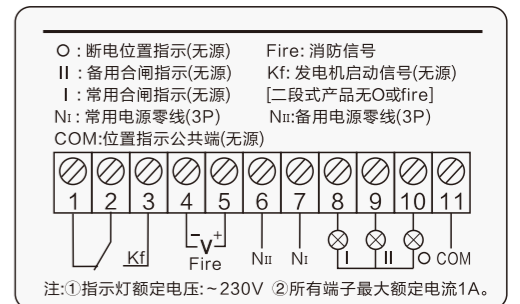 O : 断电位置指示(无源) Fire: 消防信号
II : 备用合闸指示(无源) Kf: 发电机启动信号(无源)
I : 常用合闸指示(无源) [二段式产品无O或fire]
NI : 常用电源零线(3P) NII:备用电源零线(3P)
COM:位置指示公共端(无源)
1 2 3 4 5 6 7 8 9 10 11
Kf - V + Fire NII NI I II O COM
注:①指示灯额定电压:~230V ②所有端子最大额定电流1A。